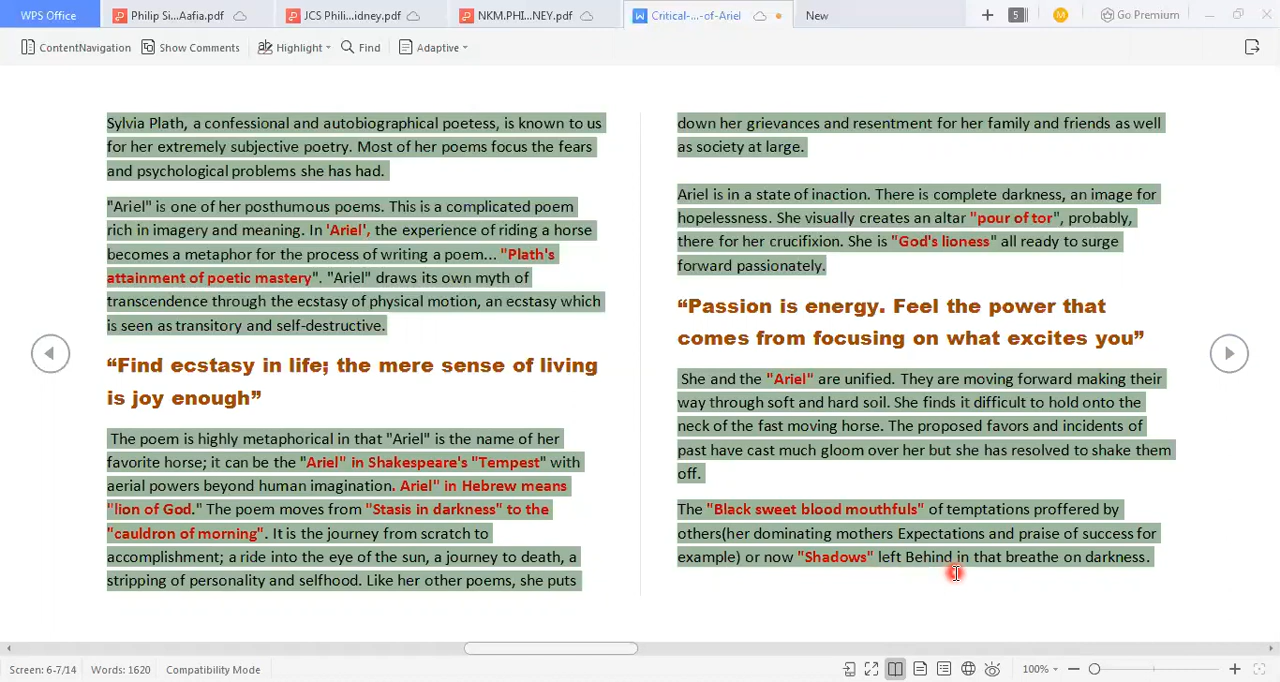 WPS Office
Philip Si...Aafia.pdf
JCS Phili...idney.pdf
NKM.PHI...NEY.pdf
Critical-...-of-Ariel
New
5
M
Go Premium
ContentNavigation
Show Comments
Highlight
Find
Adaptive
Sylvia Plath, a confessional and autobiographical poetess, is known to us
for her extremely subjective poetry. Most of her poems focus the fears
and psychological problems she has had.
"Ariel" is one of her posthumous poems. This is a complicated poem
rich in imagery and meaning. In 'Ariel', the experience of riding a horse
becomes a metaphor for the process of writing a poem... "Plath's
attainment of poetic mastery". "Ariel" draws its own myth of
transcendence through the ecstasy of physical motion, an ecstasy which
is seen as transitory and self-destructive.
“Find ecstasy in life; the mere sense of living
is joy enough”
The poem is highly metaphorical in that "Ariel" is the name of her
favorite horse; it can be the "Ariel" in Shakespeare's "Tempest" with
aerial powers beyond human imagination. Ariel" in Hebrew means
"lion of God." The poem moves from "Stasis in darkness" to the
"cauldron of morning". It is the journey from scratch to
accomplishment; a ride into the eye of the sun, a journey to death, a
stripping of personality and selfhood. Like her other poems, she puts
down her grievances and resentment for her family and friends as well
as society at large.
Ariel is in a state of inaction. There is complete darkness, an image for
hopelessness. She visually creates an altar "pour of tor", probably,
there for her crucifixion. She is "God's lioness" all ready to surge
forward passionately.
“Passion is energy. Feel the power that
comes from focusing on what excites you”
She and the "Ariel" are unified. They are moving forward making their
way through soft and hard soil. She finds it difficult to hold onto the
neck of the fast moving horse. The proposed favors and incidents of
past have cast much gloom over her but she has resolved to shake them
off.
The "Black sweet blood mouthfuls" of temptations proffered by
others(her dominating mothers Expectations and praise of success for
example) or now "Shadows" left Behind in that breathe on darkness.
Screen: 6-7/14
Words: 1620
Compatibility Mode
100%